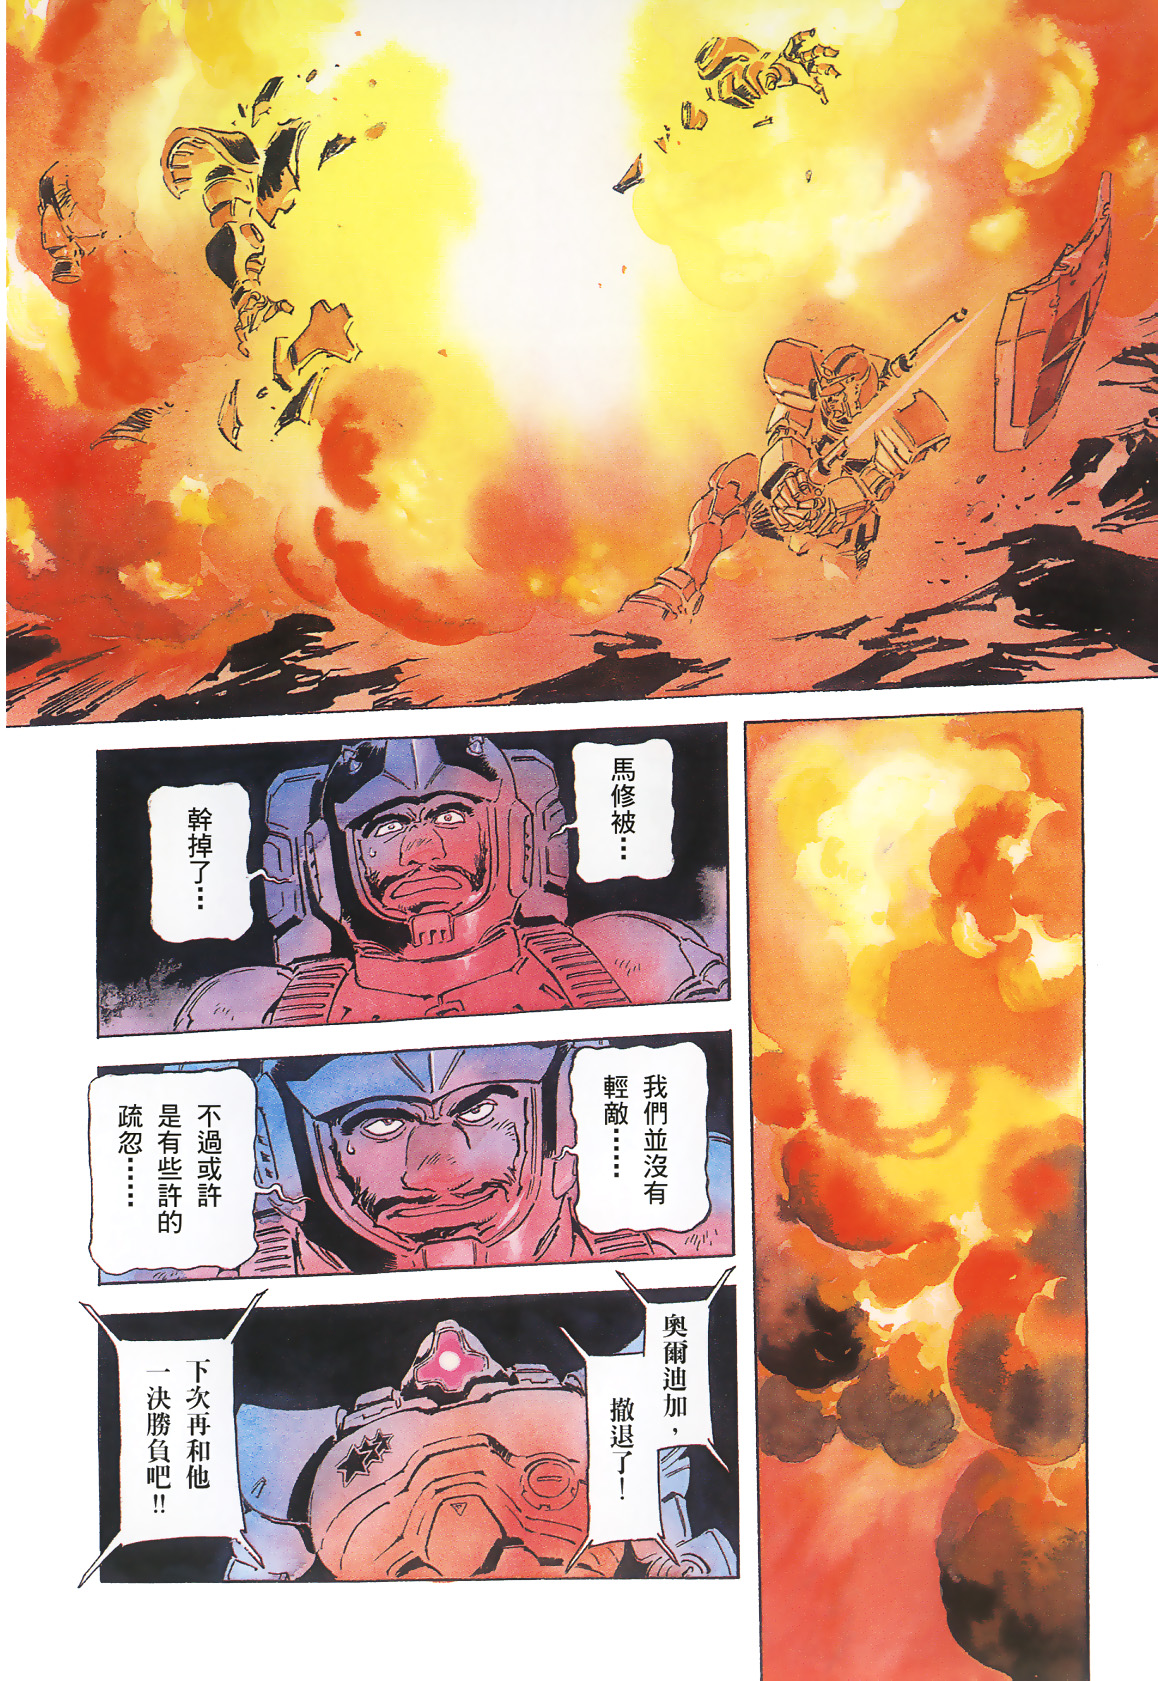 馬修被…
幹掉了…
我們並沒有
輕敵……
不過或許
是有些許的
疏忽……
奧爾迪加，
撤退了！
下次再和他
一決勝負吧！！